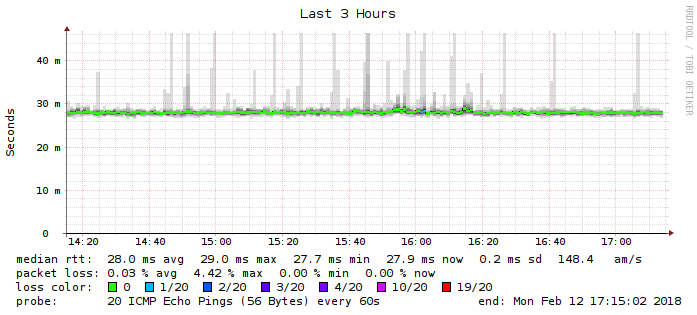 Last 3 Hours
RRDTOOL / TOBI OETIKER
Seconds
40 m
30 m
20 m
10 m
0
14:20 14:40 15:00 15:20 15:40 16:00 16:20 16:40 17:00
median rtt: 28.0 ms avg 29.0 ms max 27.7 ms min 27.9 ms now 0.2 ms sd 148.4 am/s
packet loss: 0.03 % avg 4.42 % max 0.00 % min 0.00 % now
loss color: 0 1/20 2/20 3/20 4/20 10/20 19/20
probe: 20 ICMP Echo Pings (56 Bytes) every 60s end: Mon Feb 12 17:15:02 2018